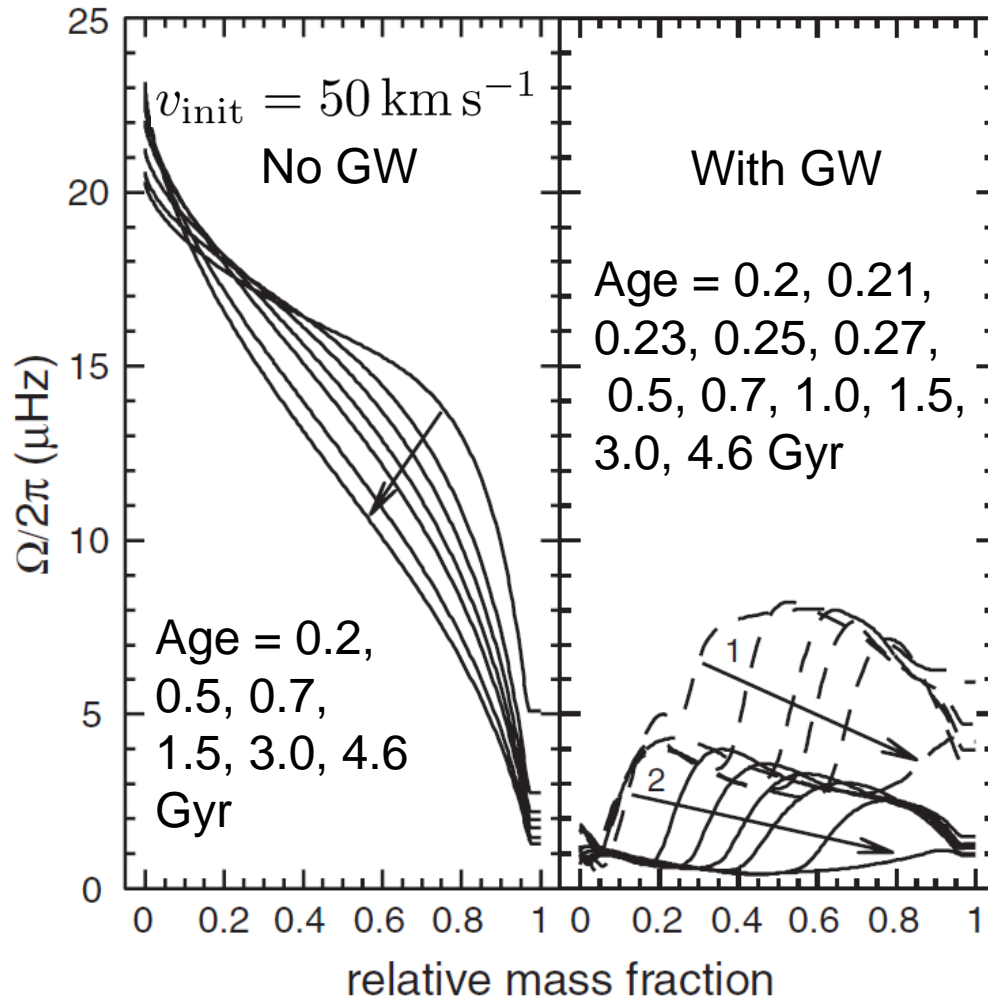 25
20
15
10
5
0
Ω/2π (μHz)
v_init = 50 km s⁻¹
No GW
Age = 0.2,
0.5, 0.7,
1.5, 3.0, 4.6
Gyr
0 0.2 0.4 0.6 0.8 1
With GW
Age = 0.2, 0.21,
0.23, 0.25, 0.27,
0.5, 0.7, 1.0, 1.5,
3.0, 4.6 Gyr
1
2
0 0.2 0.4 0.6 0.8 1
relative mass fraction